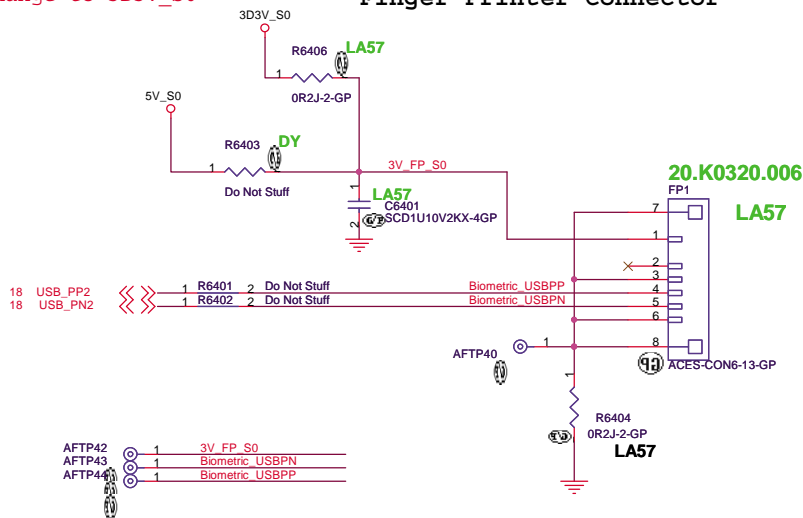 Finger Printer Connector
3D3V_S0
R6406
LA57
1
0R2J-2-GP
5V_S0
R6403
DY
1
Do Not Stuff
3V_FP_S0
1
LA57
C6401
SCD1U10V2KX-4GP
2
20.K0320.006
FP1
LA57
7
1
2
3
4
5
6
8
ACES-CON6-13-GP
18 USB_PP2
18 USB_PN2
1 R6401 2 Do Not Stuff
1 R6402 2 Do Not Stuff
Biometric_USBPP
Biometric_USBPN
AFTP40
1
1
R6404
0R2J-2-GP
LA57
AFTP42 1 3V_FP_S0
AFTP43 1 Biometric_USBPN
AFTP44 1 Biometric_USBPP